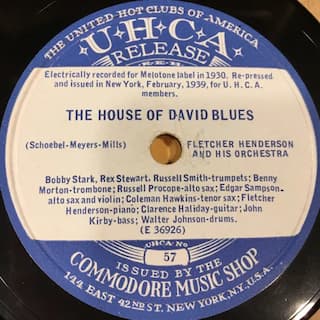 THE UNITED HOT CLUBS OF AMERICA
U·H·C·A
RELEASE
Electrically recorded for Melotone label in 1930. Re-pressed
and issued in New York, February, 1939, for U. H. C. A.
members.
THE HOUSE OF DAVID BLUES
(Schoebel-Meyers-Mills)
FLETCHER HENDERSON
AND HIS ORCHESTRA
Bobby Stark, Rex Stewart, Russell Smith-trumpets; Benny
Morton-trombone; Russell Procope-alto sax; Edgar Sampson-
alto sax and violin; Coleman Hawkins-tenor sax; Fletcher
Henderson-piano; Clarence Haliday-guitar; John
Kirby-bass; Walter Johnson-drums.
(E 36926)
UHCA No
57
ISSUED BY THE
COMMODORE MUSIC SHOP
144 EAST 42ND ST. NEW YORK, N.Y. U.S.A.